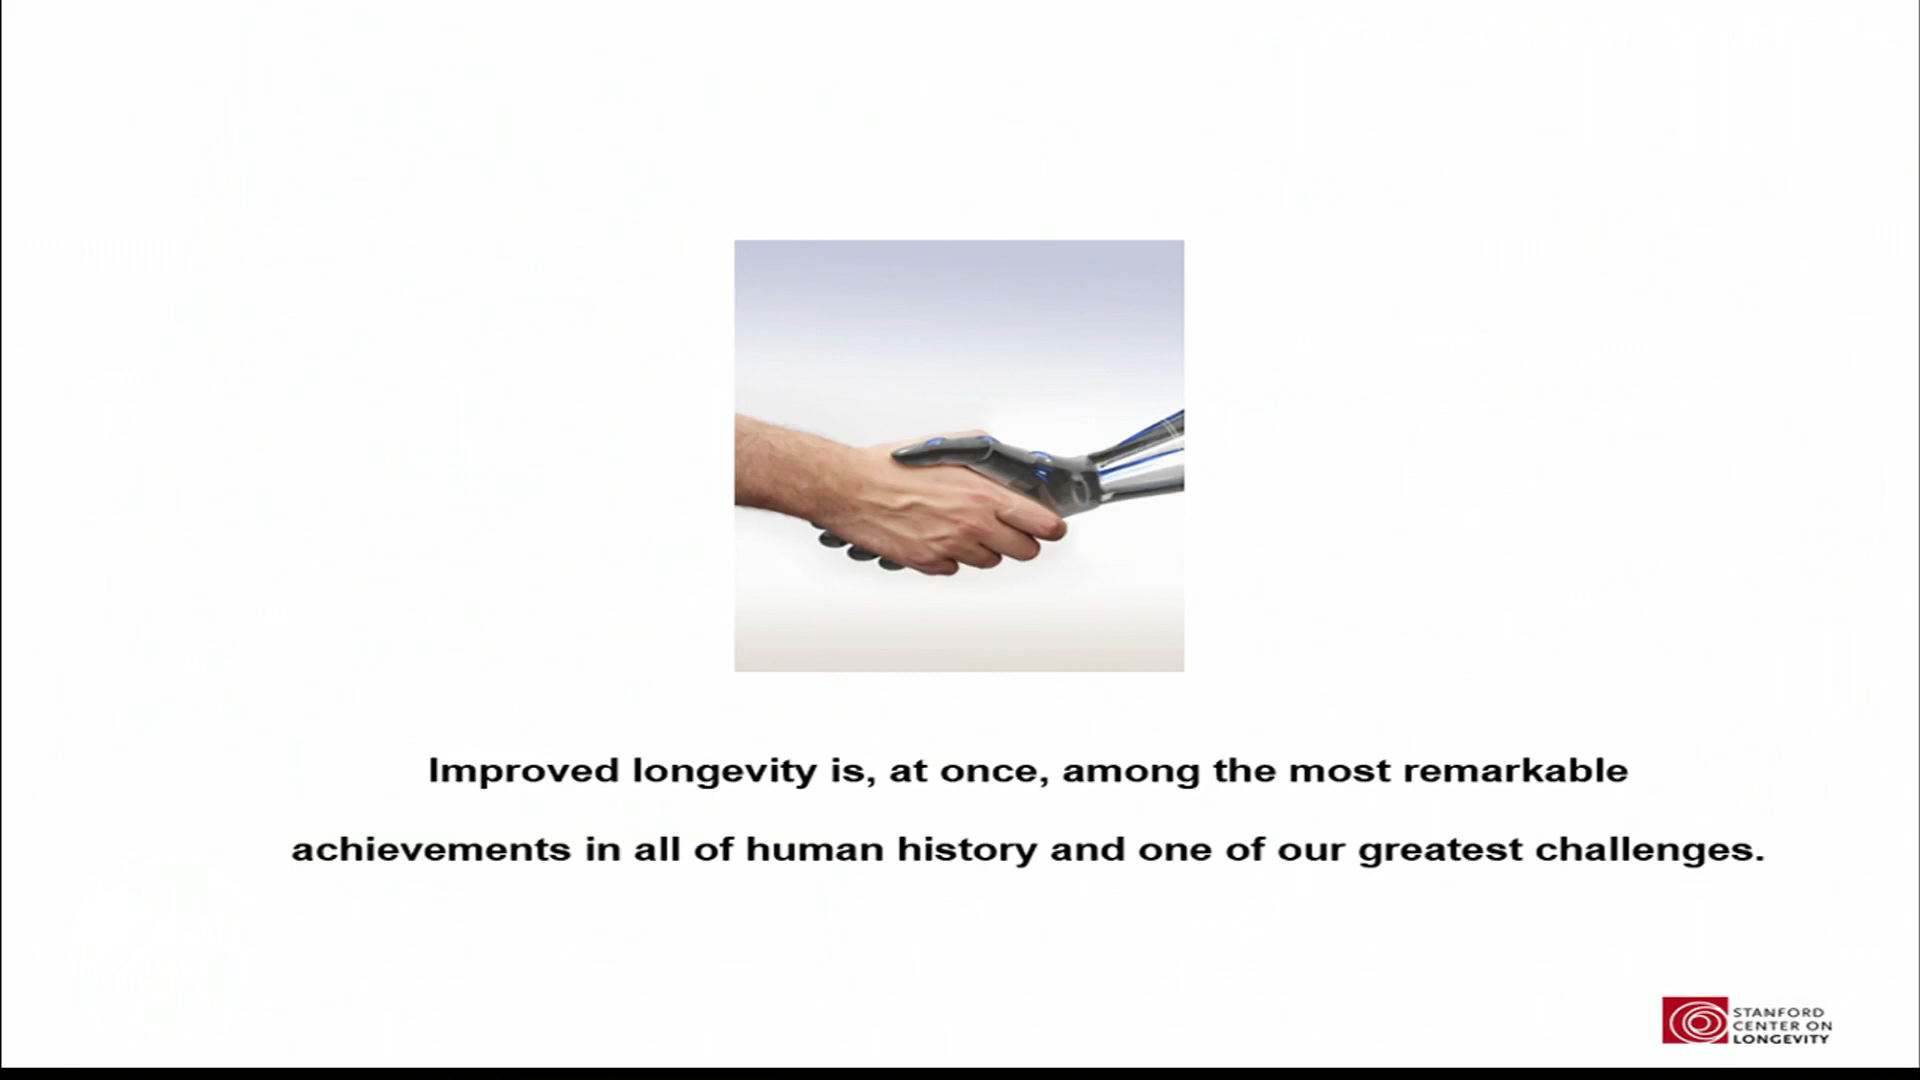 Improved longevity is, at once, among the most remarkable
achievements in all of human history and one of our greatest challenges.
STANFORD
CENTER ON
LONGEVITY